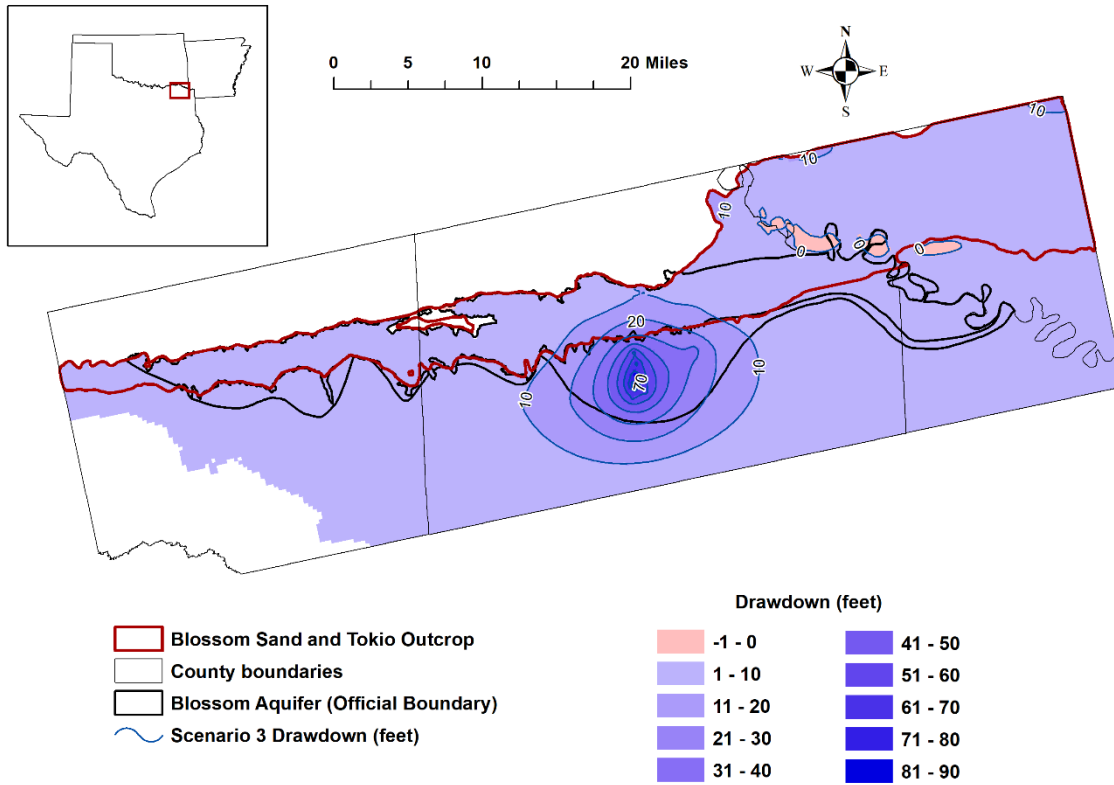 N
W E
S
0 5 10 20 Miles
10
10
10
0
0
0
20
10
70
10
Drawdown (feet)
Blossom Sand and Tokio Outcrop
County boundaries
Blossom Aquifer (Official Boundary)
Scenario 3 Drawdown (feet)
-1 - 0
1 - 10
11 - 20
21 - 30
31 - 40
41 - 50
51 - 60
61 - 70
71 - 80
81 - 90